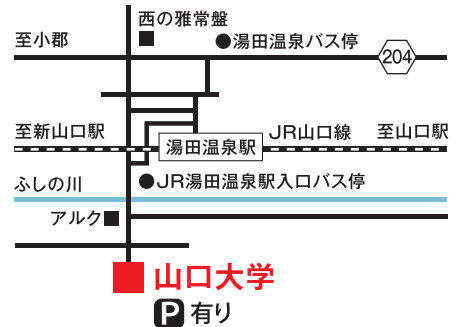 西の雅常盤
至小郡
湯田温泉バス停
204
至新山口駅
湯田温泉駅
JR山口線
至山口駅
ふしの川
JR湯田温泉駅入口バス停
アルク
山口大学
P有り